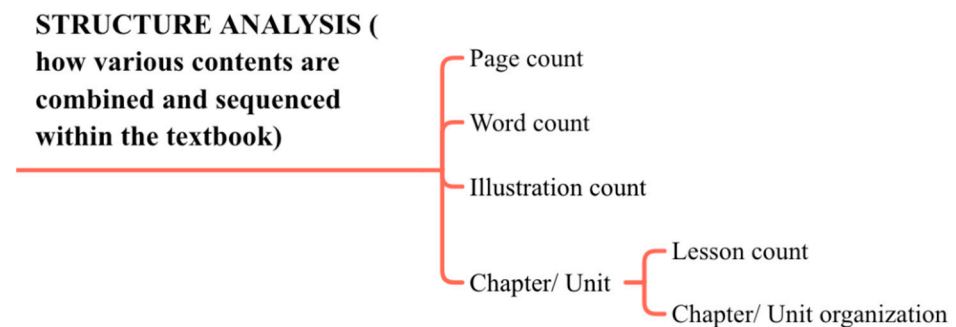 STRUCTURE ANALYSIS (
how various contents are
combined and sequenced
within the textbook)
Page count
Word count
Illustration count
Chapter/ Unit
Lesson count
Chapter/ Unit organization